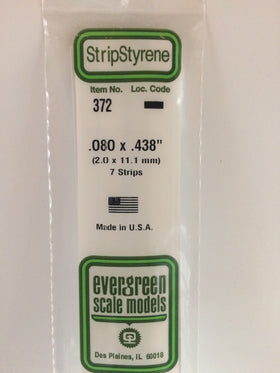 StripStyrene
Item No. Loc. Code
372
.080 x .438"
(2.0 x 11.1 mm)
7 Strips
Made in U.S.A.
evergreen
scale models
Des Plaines, IL 60018